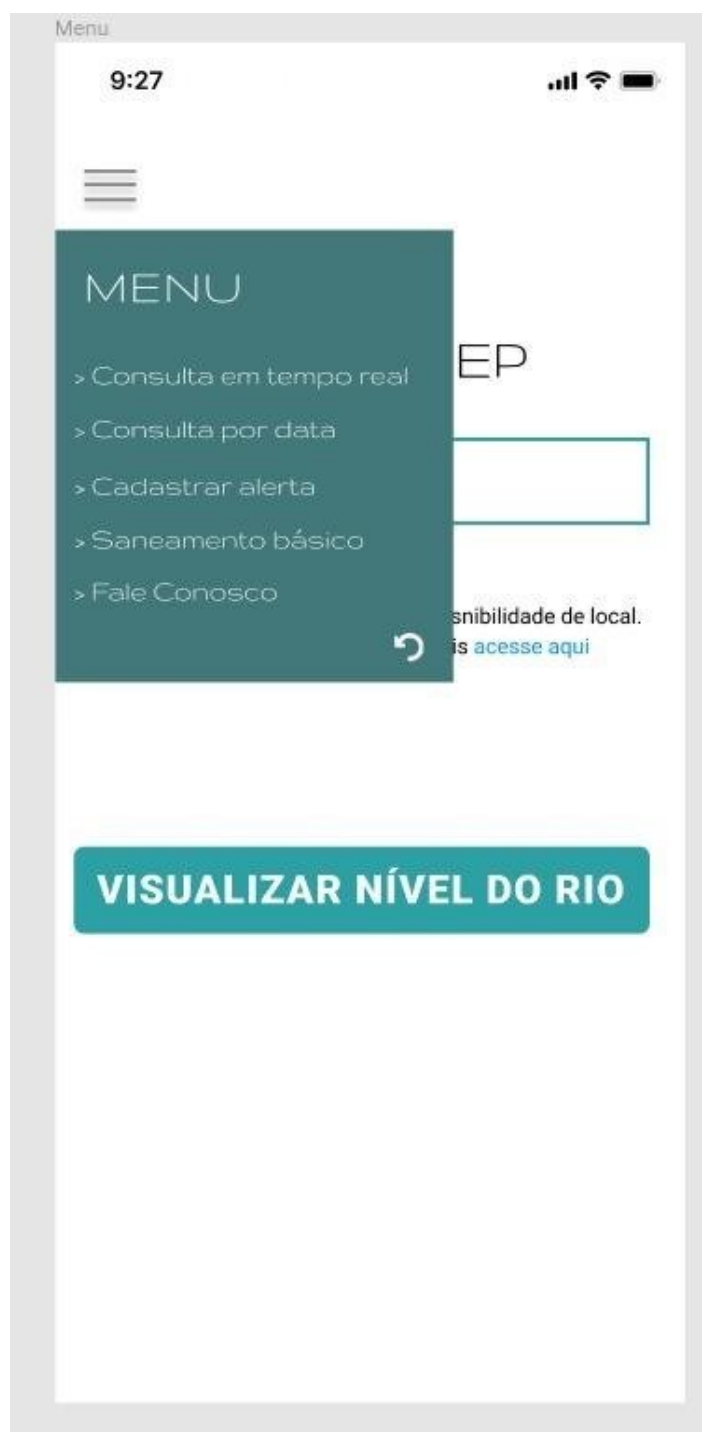 Menu
9:27
MENU
EP
> Consulta em tempo real
> Consulta por data
> Cadastrar alerta
> Saneamento básico
> Fale Conosco
snibilidade de local.
is acesse aqui
VISUALIZAR NÍVEL DO RIO